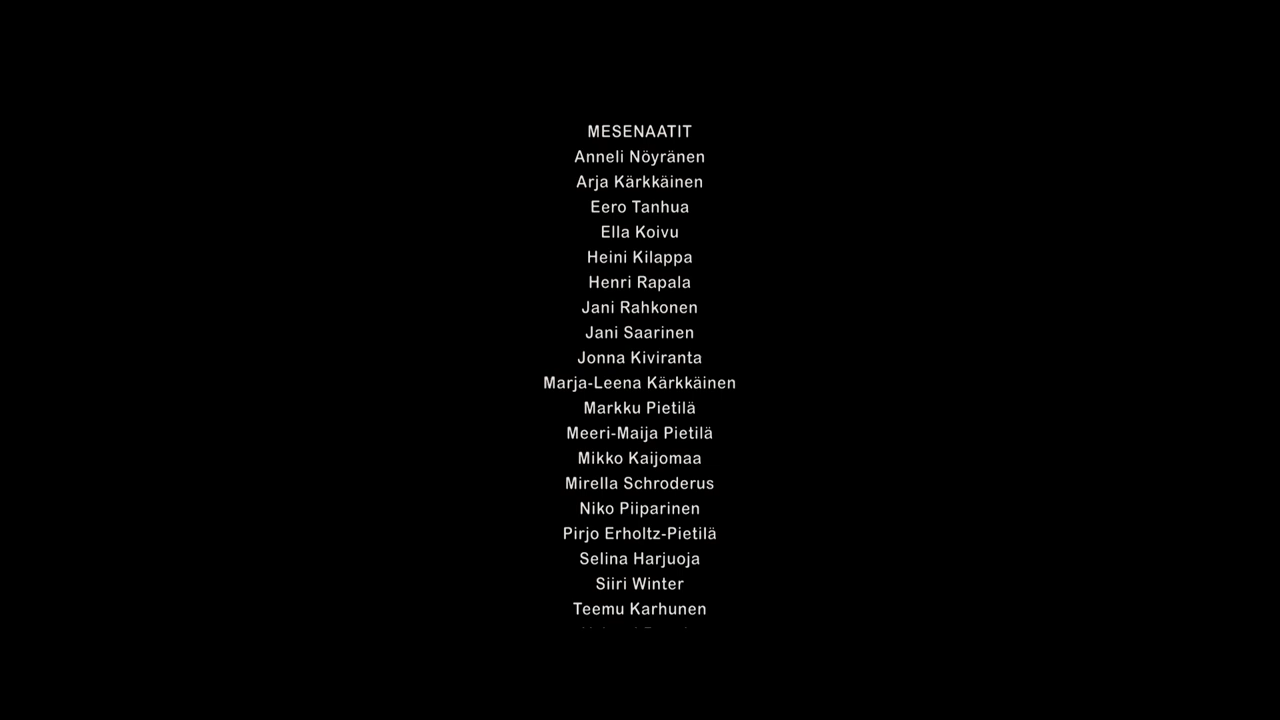 MESENAATIT
Anneli Nöyränen
Arja Kärkkäinen
Eero Tanhua
Ella Koivu
Heini Kilappa
Henri Rapala
Jani Rahkonen
Jani Saarinen
Jonna Kiviranta
Marja-Leena Kärkkäinen
Markku Pietilä
Meeri-Maija Pietilä
Mikko Kaijomaa
Mirella Schroderus
Niko Piiparinen
Pirjo Erholtz-Pietilä
Selina Harjuoja
Siiri Winter
Teemu Karhunen